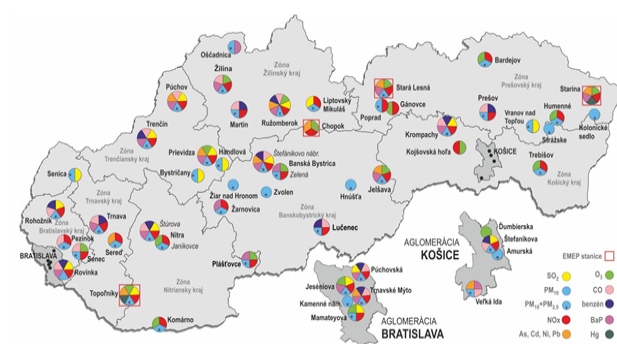 Oščadnica
Zóna
Žilinský kraj
Žilina
Púchov
Martin
Ružomberok
Liptovský
Mikuláš
Chopok
Bardejov
Zóna
Prešovský kraj
Stará Lesná
Poprad
Gánovce
Prešov
Starina
Humenné
Vranov nad
Topľou
Strážske
Kolonické
sedlo
Krompachy
Kojšovská hoľa
KOŠICE
Trebišov
Zóna
Košický kraj
Trenčín
Zóna
Trenčiansky kraj
Prievidza
Handlová
Bystričany
Štefánikovo nábr.
Banská Bystrica
Zelená
Jelšava
Senica
Žiar nad Hronom
Zvolen
Hnúšťa
Žarnovica
Zóna
Banskobystrický kraj
Lučenec
Zóna
Trnavský kraj
Rohožník
Zóna
Bratislavský kraj
Trnava
Štúrova
Nitra
Janíkovce
Pezinok
Sereď
Senec
BRATISLAVA
Rovinka
Plášťovce
Zóna
Nitriansky kraj
Topoľníky
Komárno
AGLOMERÁCIA
KOŠICE
Ďumbierska
Štefánikova
Amurská
Veľká Ida
Púchovská
Jeséniova
Trnavské Mýto
Kamenné nám.
Mamateyova
AGLOMERÁCIA
BRATISLAVA
EMEP stanice
SO₂ O₃
PM₁₀ CO
PM₁₀+PM₂,₅ benzén
NOx BaP
As, Cd, Ni, Pb Hg